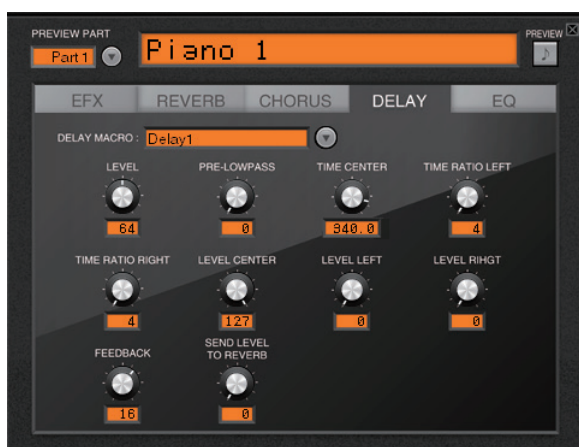 PREVIEW PART
PREVIEW
Part 1
Piano 1
EFX REVERB CHORUS DELAY EQ
DELAY MACRO : Delay1
LEVEL PRE-LOWPASS TIME CENTER TIME RATIO LEFT
64 0 340.0 4
TIME RATIO RIGHT LEVEL CENTER LEVEL LEFT LEVEL RIHGT
4 127 0 0
FEEDBACK SEND LEVEL
TO REVERB
16 0